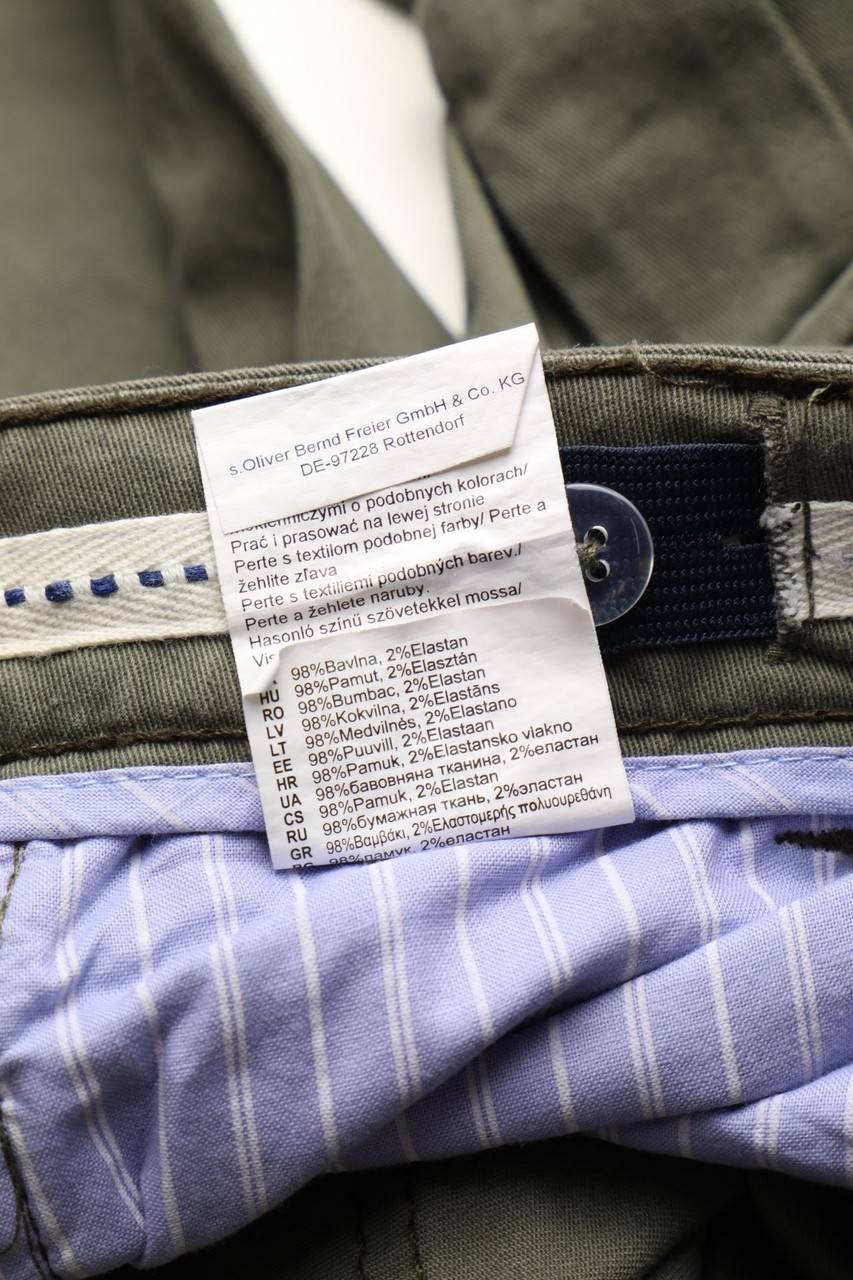 s.Oliver Bernd Freier GmbH & Co. KG
DE-97228 Rottendorf
o podobnych kolorach/
Prać i prasować na lewej stronie
Perte s textilom podobnej farby/ Perte a
žehlite zľava
Perte s textiliemi podobných barev./
Perte a žehlete naruby.
Hasonló színű szövetekkel mossa/
98%Bavlna, 2%Elastan
HU 98%Pamut, 2%Elasztán
RO 98%Bumbac, 2%Elastan
LV 98%Kokvilna, 2%Elastāns
LT 98%Medvilnės, 2%Elastano
EE 98%Puuvill, 2%Elastaan
HR 98%Pamuk, 2%Elastansko vlakno
UA 98%бавовняна тканина, 2%еластан
CS 98%Pamuk, 2%Elastan
RU 98%бумажная ткань, 2%эластан
GR 98%Βαμβάκι, 2%Ελαστομερής πολυουρεθάνη
98%памук, 2%еластан